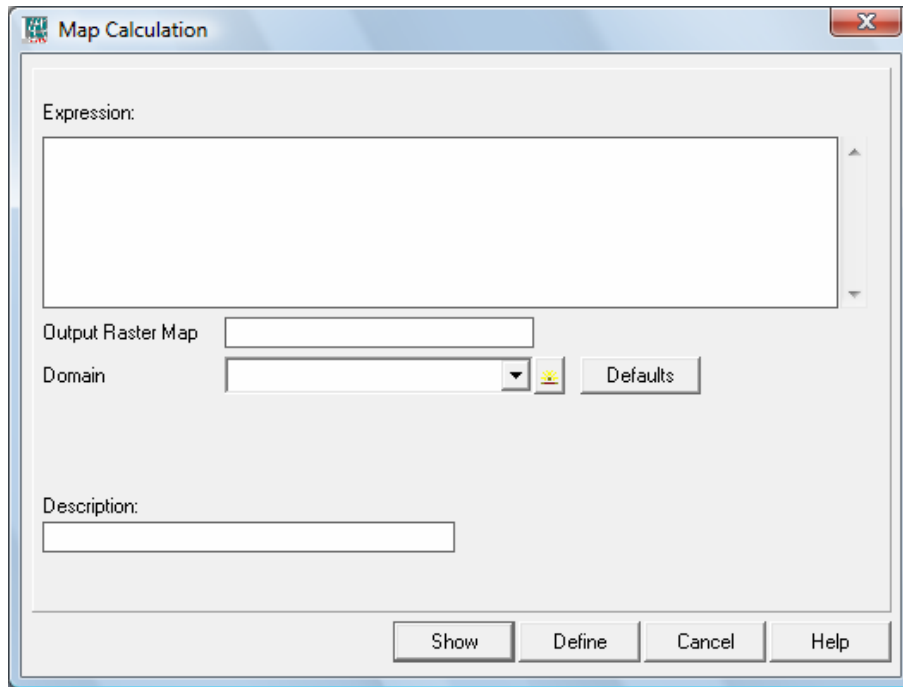 Map Calculation
Expression:
Output Raster Map
Domain
Defaults
Description:
Show Define Cancel Help